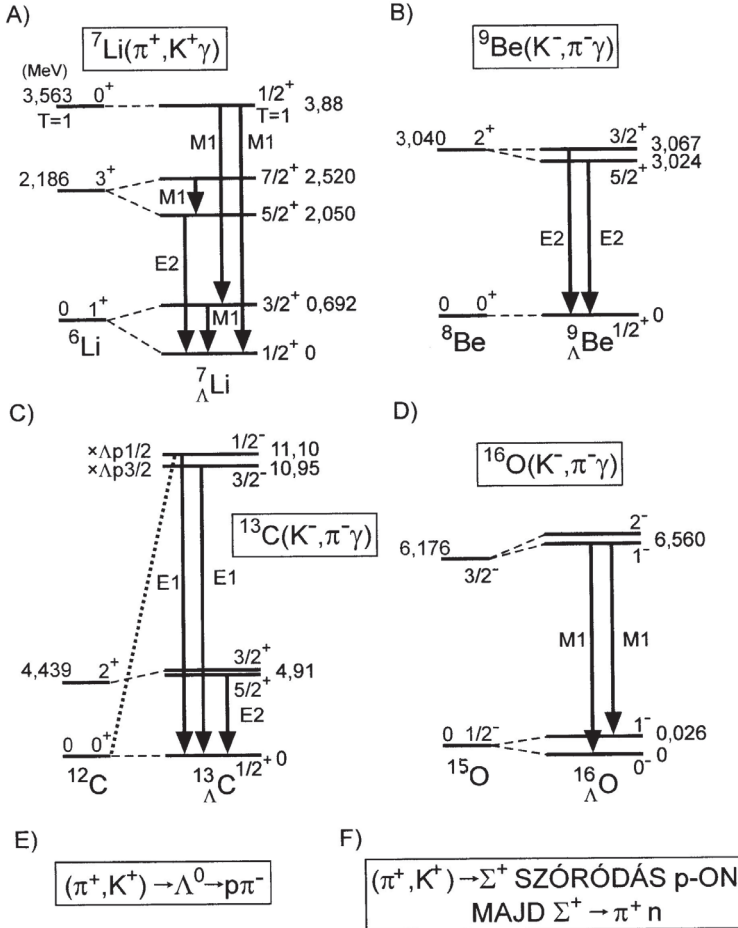 A)
⁷Li(π⁺,K⁺γ)
(MeV)
3,563 0⁺
T=1
1/2⁺
T=1 3,88
M1 M1
2,186 3⁺
7/2⁺ 2,520
M1
5/2⁺ 2,050
E2
0 1⁺
3/2⁺ 0,692
M1
⁶Li
1/2⁺ 0
⁷ΛLi
B)
⁹Be(K⁻,π⁻γ)
3,040 2⁺
3/2⁺ 3,067
3,024
5/2⁺
E2 E2
0 0⁺
1/2⁺ 0
⁸Be
⁹ΛBe
C)
×Λp1/2
1/2⁻ 11,10
×Λp3/2
10,95
3/2⁻
¹³C(K⁻,π⁻γ)
E1 E1
4,439 2⁺
3/2⁺
4,91
5/2⁺
E2
0 0⁺
1/2⁺ 0
¹²C
¹³ΛC
D)
¹⁶O(K⁻,π⁻γ)
6,176
3/2⁻
2⁻
6,560
1⁻
M1 M1
0 1/2⁻
1⁻
0,026
0
0⁻
¹⁵O
¹⁶ΛO
E)
(π⁺,K⁺) →Λ⁰→pπ⁻
F)
(π⁺,K⁺)→Σ⁺ SZÓRÓDÁS p-ON
MAJD Σ⁺ → π⁺ n